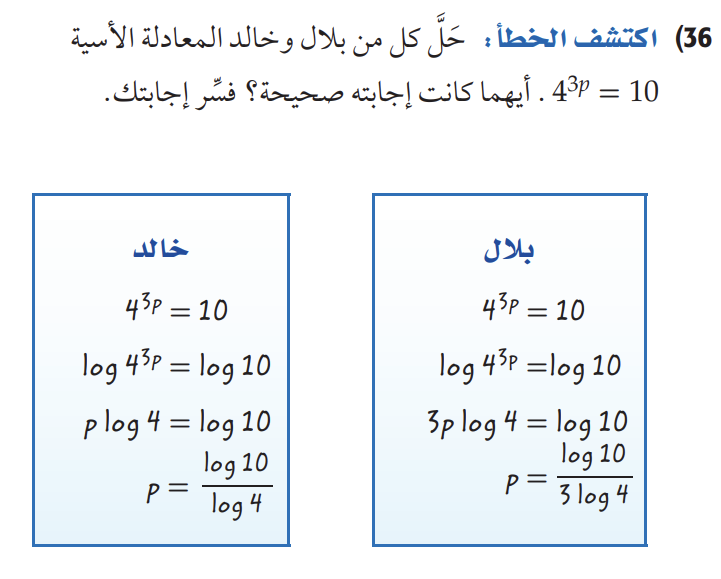 36) اكتشف الخطأ: حَلَّ كل من بلال وخالد المعادلة الأسية
4^{3p} = 10 . أيهما كانت إجابته صحيحة؟ فسِّر إجابتك.
بلال
4^{3p} = 10
log 4^{3p} = log 10
3p log 4 = log 10
p = \frac{log 10}{3 log 4}
خالد
4^{3p} = 10
log 4^{3p} = log 10
p log 4 = log 10
p = \frac{log 10}{log 4}